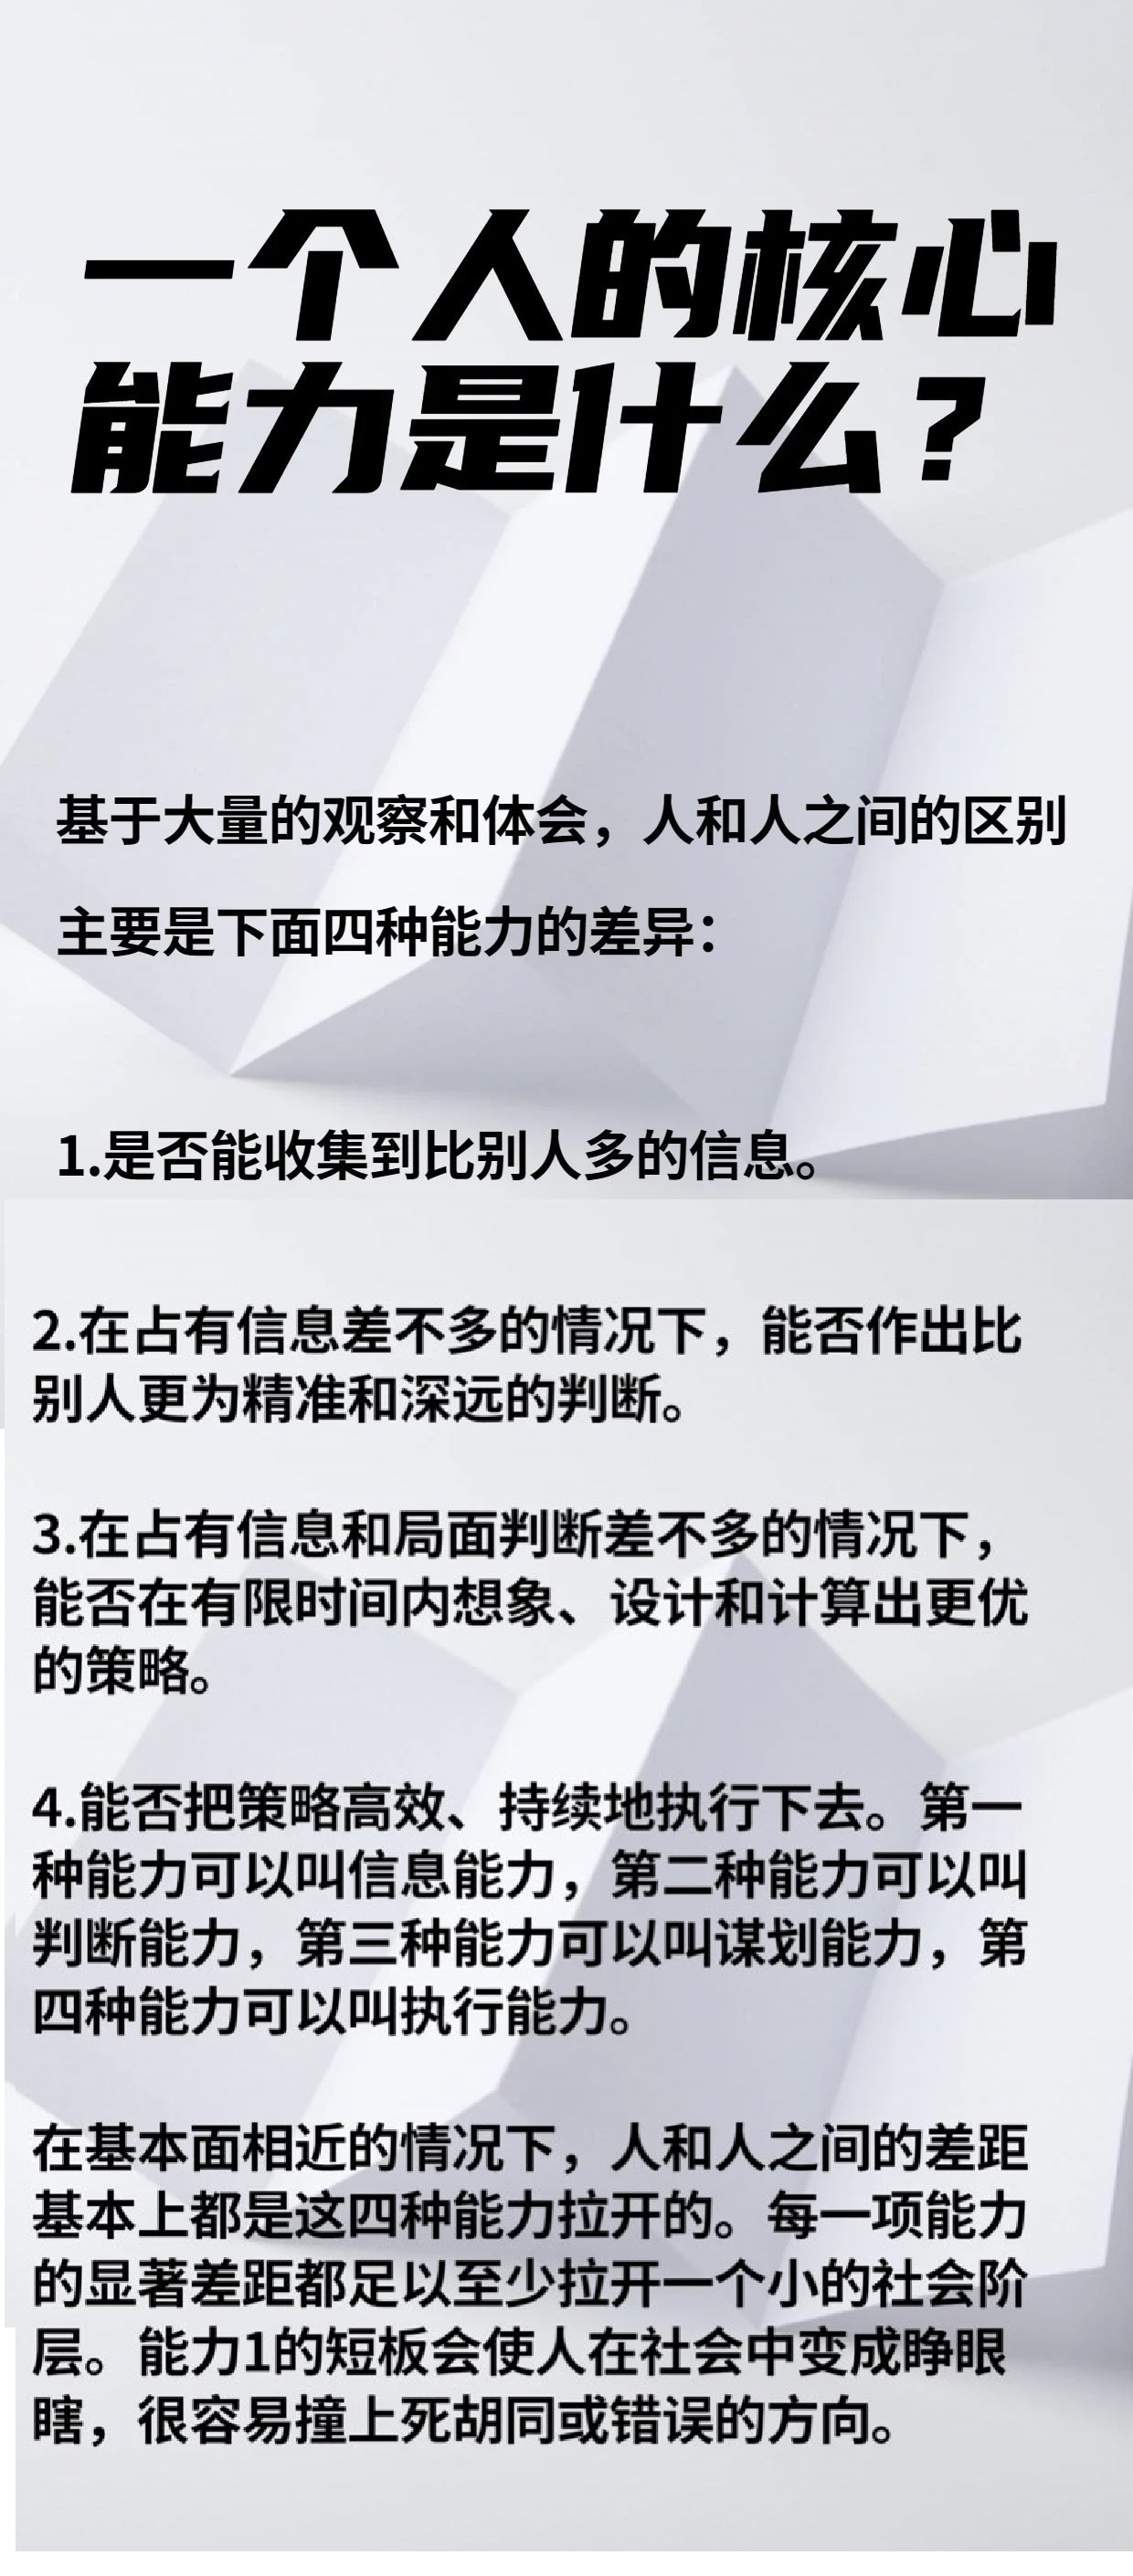 一个人的核心
能力是什么？
基于大量的观察和体会，人和人之间的区别
主要是下面四种能力的差异：
1.是否能收集到比别人多的信息。
2.在占有信息差不多的情况下，能否作出比
别人更为精准和深远的判断。
3.在占有信息和局面判断差不多的情况下，
能否在有限时间内想象、设计和计算出更优
的策略。
4.能否把策略高效、持续地执行下去。第一
种能力可以叫信息能力，第二种能力可以叫
判断能力，第三种能力可以叫谋划能力，第
四种能力可以叫执行能力。
在基本面相近的情况下，人和人之间的差距
基本上都是这四种能力拉开的。每一项能力
的显著差距都足以至少拉开一个小的社会阶
层。能力1的短板会使人在社会中变成睁眼
瞎，很容易撞上死胡同或错误的方向。